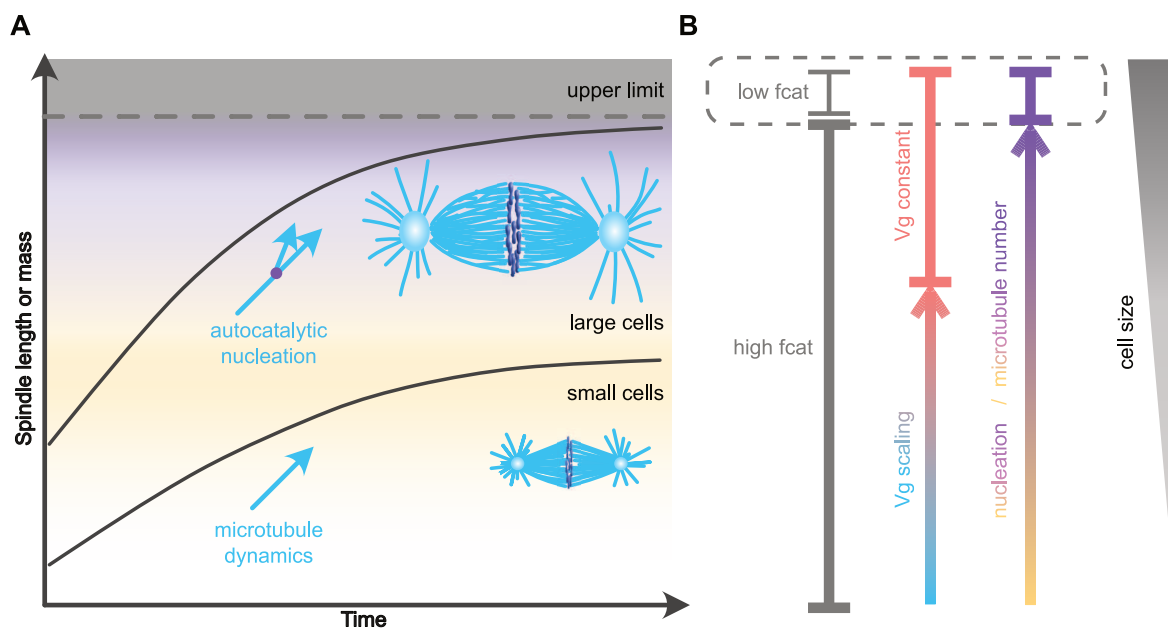 A
Spindle length or mass
upper limit
autocatalytic
nucleation
large cells
small cells
microtubule
dynamics
Time
B
low fcat
high fcat
Vg constant
Vg scaling
nucleation / microtubule number
cell size